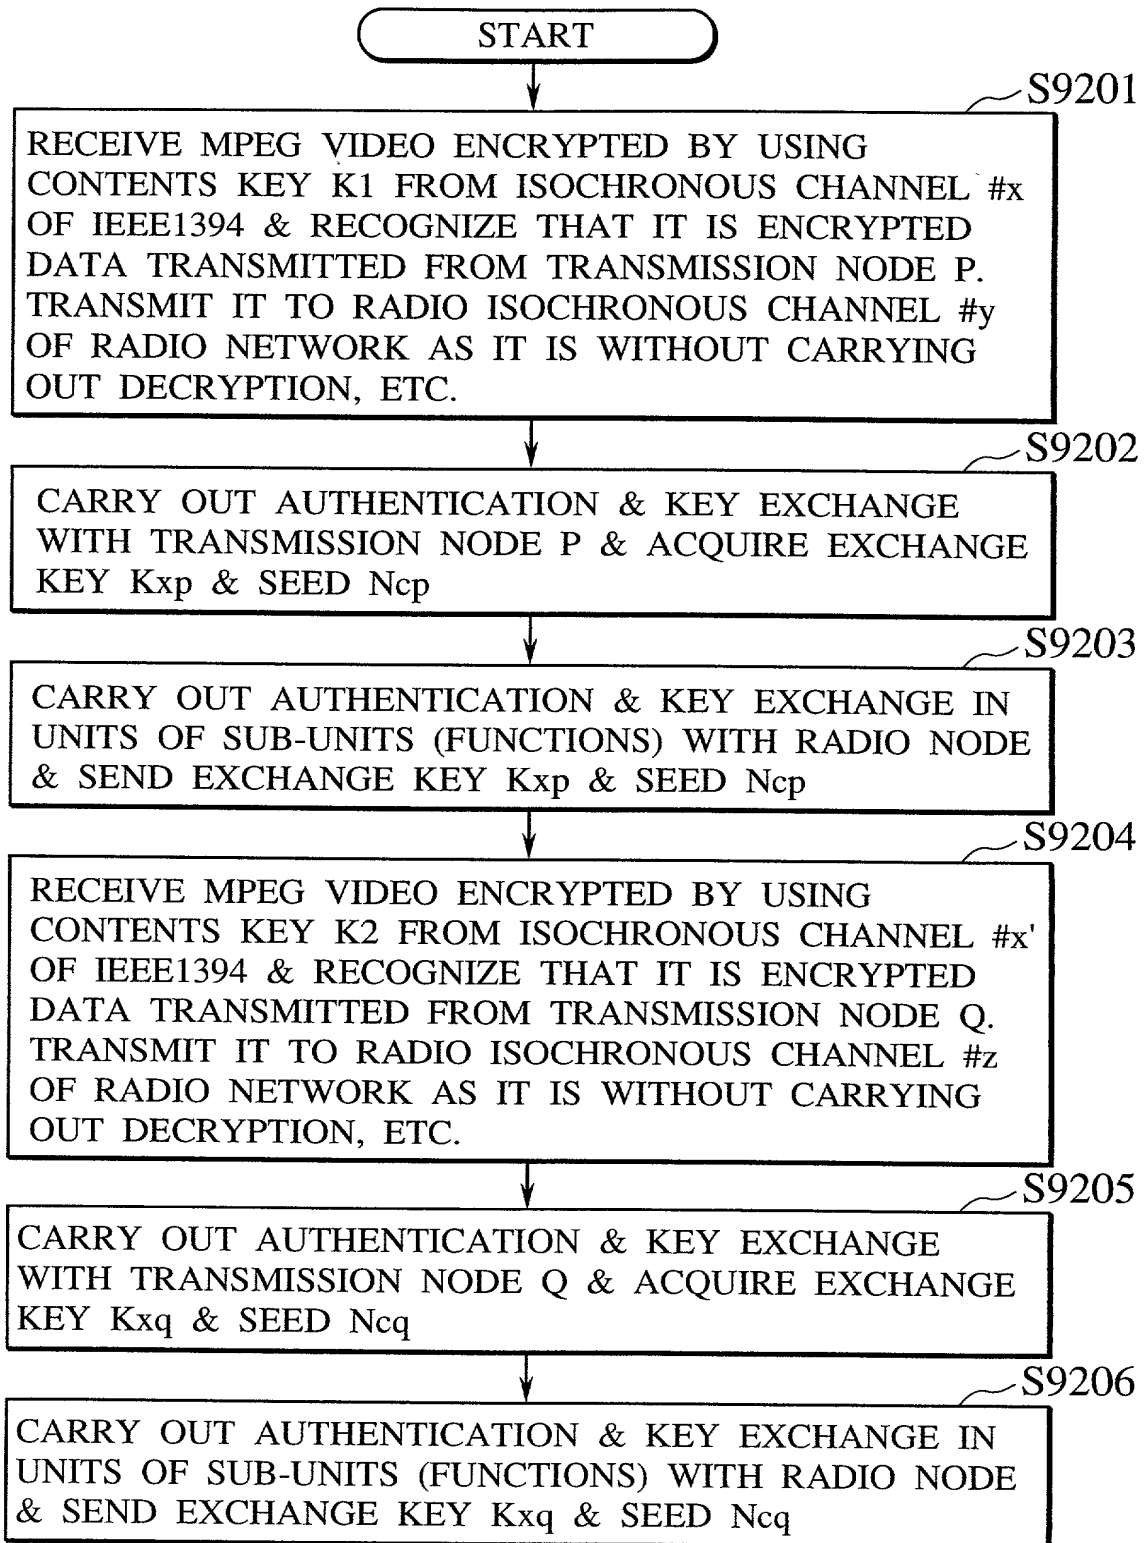 START
S9201
RECEIVE MPEG VIDEO ENCRYPTED BY USING
CONTENTS KEY K1 FROM ISOCHRONOUS CHANNEL #x
OF IEEE1394 & RECOGNIZE THAT IT IS ENCRYPTED
DATA TRANSMITTED FROM TRANSMISSION NODE P.
TRANSMIT IT TO RADIO ISOCHRONOUS CHANNEL #y
OF RADIO NETWORK AS IT IS WITHOUT CARRYING
OUT DECRYPTION, ETC.
S9202
CARRY OUT AUTHENTICATION & KEY EXCHANGE
WITH TRANSMISSION NODE P & ACQUIRE EXCHANGE
KEY Kxp & SEED Ncp
S9203
CARRY OUT AUTHENTICATION & KEY EXCHANGE IN
UNITS OF SUB-UNITS (FUNCTIONS) WITH RADIO NODE
& SEND EXCHANGE KEY Kxp & SEED Ncp
S9204
RECEIVE MPEG VIDEO ENCRYPTED BY USING
CONTENTS KEY K2 FROM ISOCHRONOUS CHANNEL #x'
OF IEEE1394 & RECOGNIZE THAT IT IS ENCRYPTED
DATA TRANSMITTED FROM TRANSMISSION NODE Q.
TRANSMIT IT TO RADIO ISOCHRONOUS CHANNEL #z
OF RADIO NETWORK AS IT IS WITHOUT CARRYING
OUT DECRYPTION, ETC.
S9205
CARRY OUT AUTHENTICATION & KEY EXCHANGE
WITH TRANSMISSION NODE Q & ACQUIRE EXCHANGE
KEY Kxq & SEED Ncq
S9206
CARRY OUT AUTHENTICATION & KEY EXCHANGE IN
UNITS OF SUB-UNITS (FUNCTIONS) WITH RADIO NODE
& SEND EXCHANGE KEY Kxq & SEED Ncq